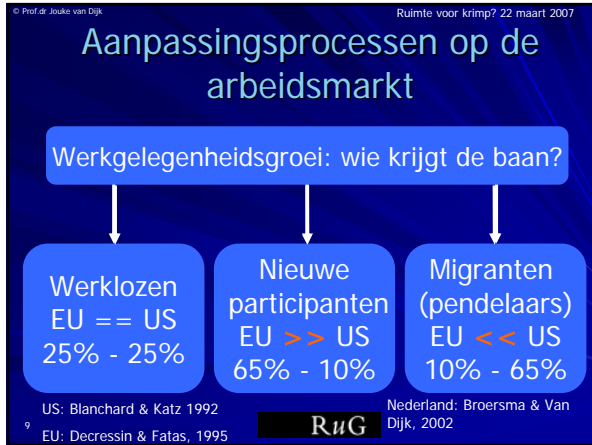 © Prof.dr Jouke van Dijk
Ruimte voor krimp? 22 maart 2007
Aanpassingsprocessen op de
arbeidsmarkt
Werkgelegenheidsgroei: wie krijgt de baan?
Werklozen
EU == US
25% - 25%
Nieuwe
participanten
EU >> US
65% - 10%
Migranten
(pendelaars)
EU << US
10% - 65%
US: Blanchard & Katz 1992
EU: Decressin & Fatas, 1995
9
RuG
Nederland: Broersma & Van
Dijk, 2002